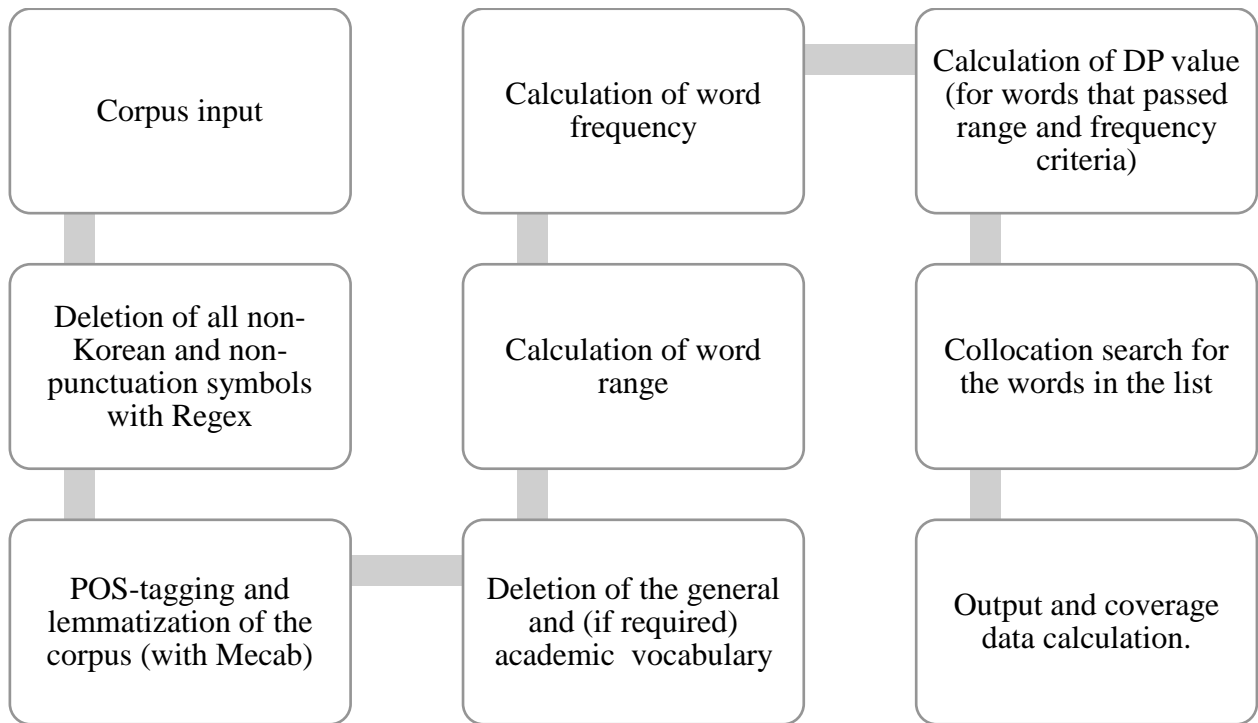 Corpus input
Deletion of all non-
Korean and non-
punctuation symbols
with Regex
POS-tagging and
lemmatization of the
corpus (with Mecab)
Deletion of the general
and (if required)
academic  vocabulary
Calculation of word
range
Calculation of word
frequency
Calculation of DP value
(for words that passed
range and frequency
criteria)
Collocation search for
the words in the list
Output and coverage
data calculation.